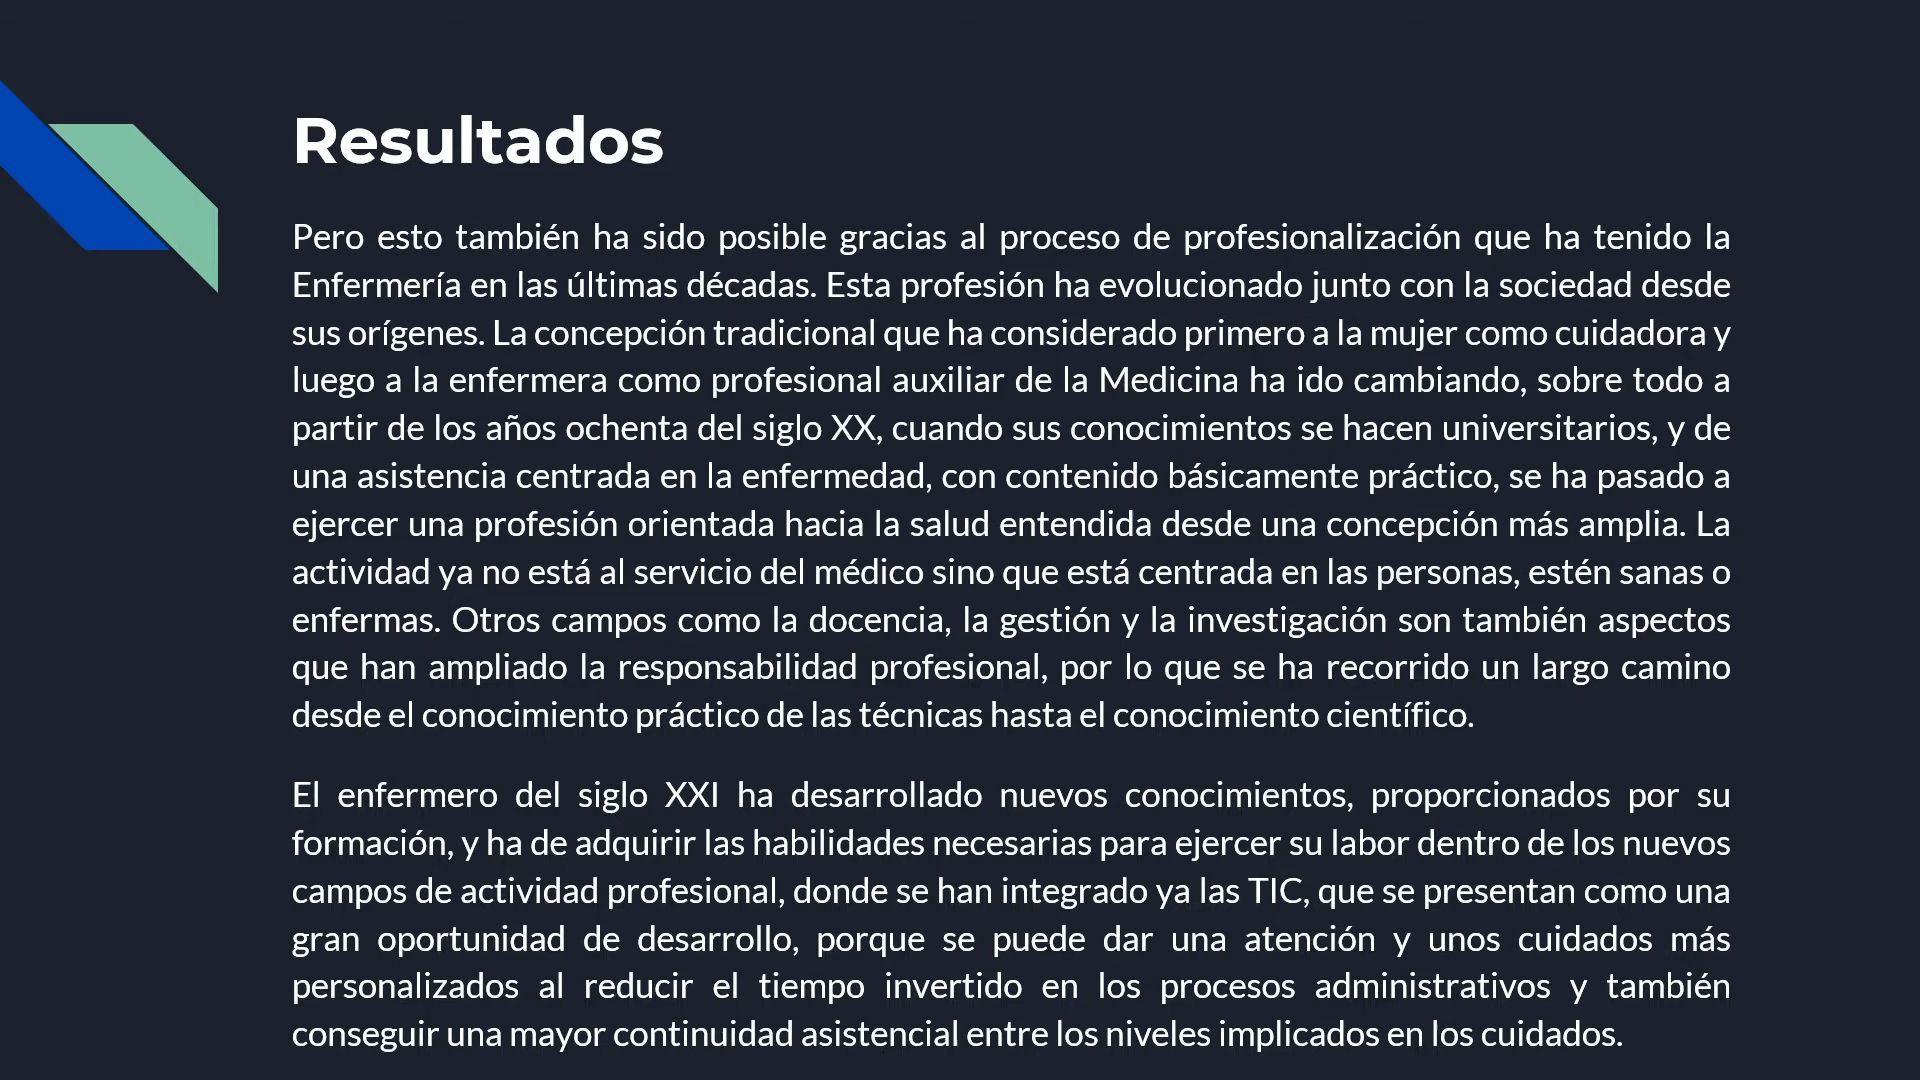 Resultados
Pero esto también ha sido posible gracias al proceso de profesionalización que ha tenido la
Enfermería en las últimas décadas. Esta profesión ha evolucionado junto con la sociedad desde
sus orígenes. La concepción tradicional que ha considerado primero a la mujer como cuidadora y
luego a la enfermera como profesional auxiliar de la Medicina ha ido cambiando, sobre todo a
partir de los años ochenta del siglo XX, cuando sus conocimientos se hacen universitarios, y de
una asistencia centrada en la enfermedad, con contenido básicamente práctico, se ha pasado a
ejercer una profesión orientada hacia la salud entendida desde una concepción más amplia. La
actividad ya no está al servicio del médico sino que está centrada en las personas, estén sanas o
enfermas. Otros campos como la docencia, la gestión y la investigación son también aspectos
que han ampliado la responsabilidad profesional, por lo que se ha recorrido un largo camino
desde el conocimiento práctico de las técnicas hasta el conocimiento científico.
El enfermero del siglo XXI ha desarrollado nuevos conocimientos, proporcionados por su
formación, y ha de adquirir las habilidades necesarias para ejercer su labor dentro de los nuevos
campos de actividad profesional, donde se han integrado ya las TIC, que se presentan como una
gran oportunidad de desarrollo, porque se puede dar una atención y unos cuidados más
personalizados al reducir el tiempo invertido en los procesos administrativos y también
conseguir una mayor continuidad asistencial entre los niveles implicados en los cuidados.